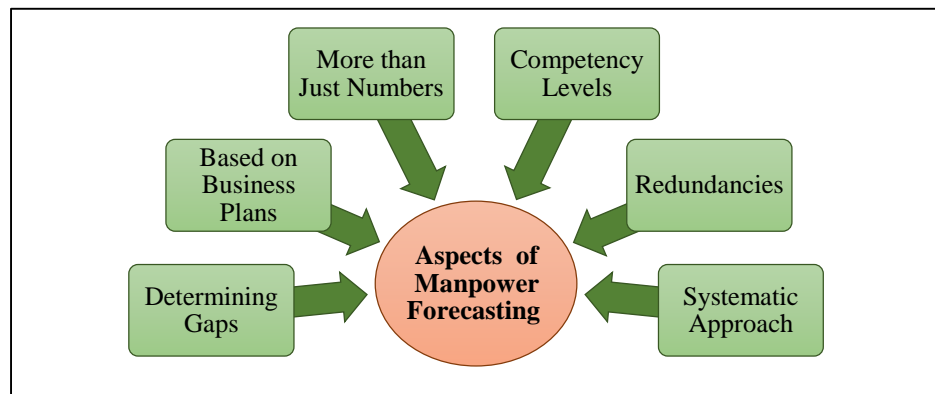 More than
Just Numbers
Competency
Levels
Based on
Business
Plans
Redundancies
Determining
Gaps
Aspects of
Manpower
Forecasting
Systematic
Approach